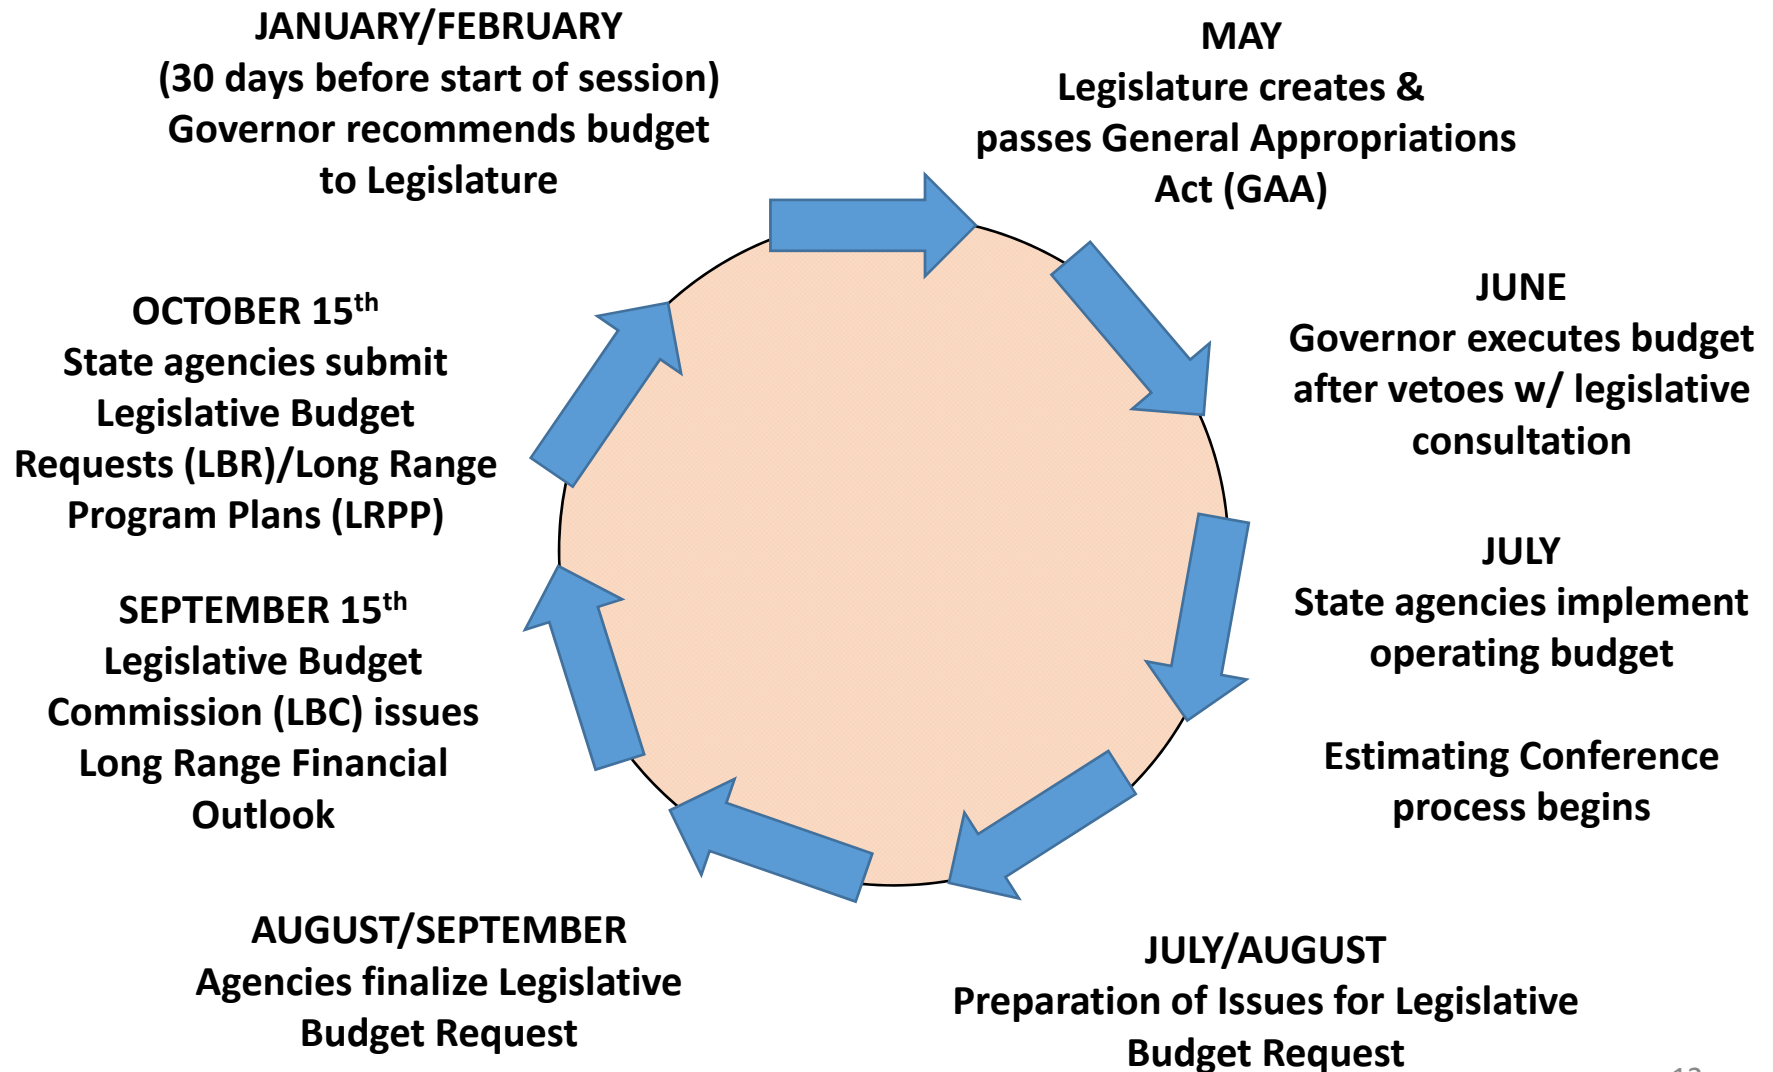 JANUARY/FEBRUARY
(30 days before start of session)
Governor recommends budget
to Legislature
MAY
Legislature creates &
passes General Appropriations
Act (GAA)
JUNE
Governor executes budget
after vetoes w/ legislative
consultation
JULY
State agencies implement
operating budget
Estimating Conference
process begins
JULY/AUGUST
Preparation of Issues for Legislative
Budget Request
AUGUST/SEPTEMBER
Agencies finalize Legislative
Budget Request
SEPTEMBER 15th
Legislative Budget
Commission (LBC) issues
Long Range Financial
Outlook
OCTOBER 15th
State agencies submit
Legislative Budget
Requests (LBR)/Long Range
Program Plans (LRPP)